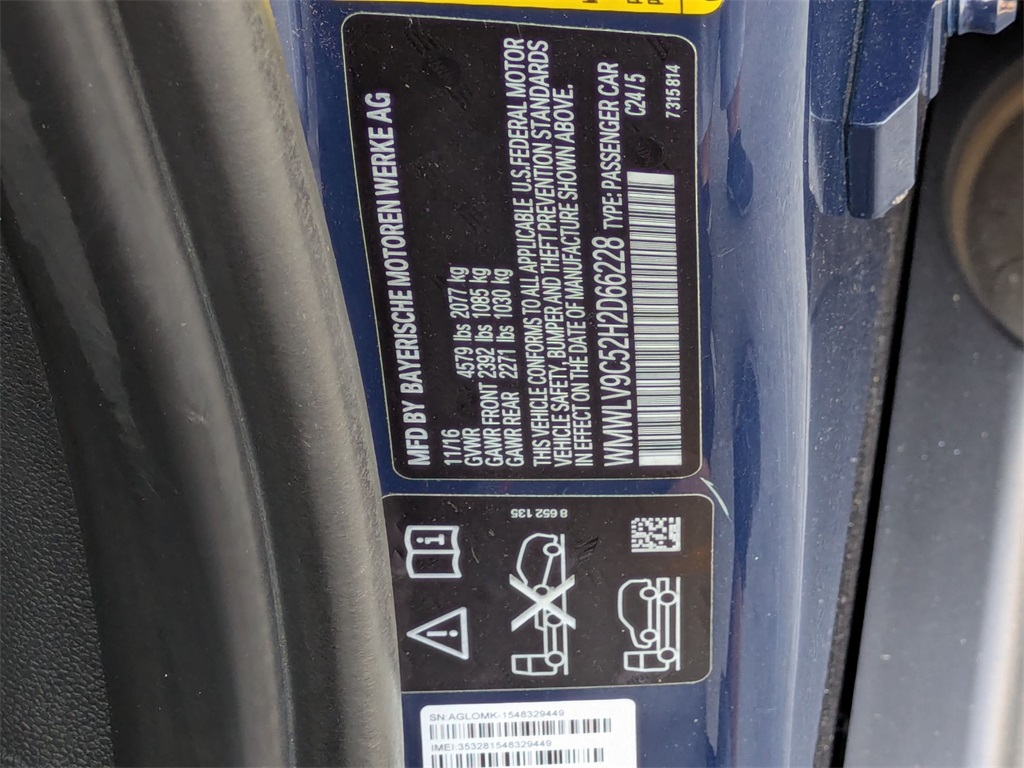 MFD BY BAYERISCHE MOTOREN WERKE AG
11/16
GVWR 4579 lbs 2077 kg
GAWR FRONT 2392 lbs 1085 kg
GAWR REAR 2271 lbs 1030 kg
THIS VEHICLE CONFORMS TO ALL APPLICABLE U.S. FEDERAL MOTOR
VEHICLE SAFETY, BUMPER AND THEFT PREVENTION STANDARDS
IN EFFECT IN THE DATE OF MANUFACTURE SHOWN ABOVE.
WMWLV9C52H2D66228 TYPE: PASSENGER CAR
C24/5
7 315 814
8 652 135
SN:AGLOMK-1548329449
IMEI:353281548329449